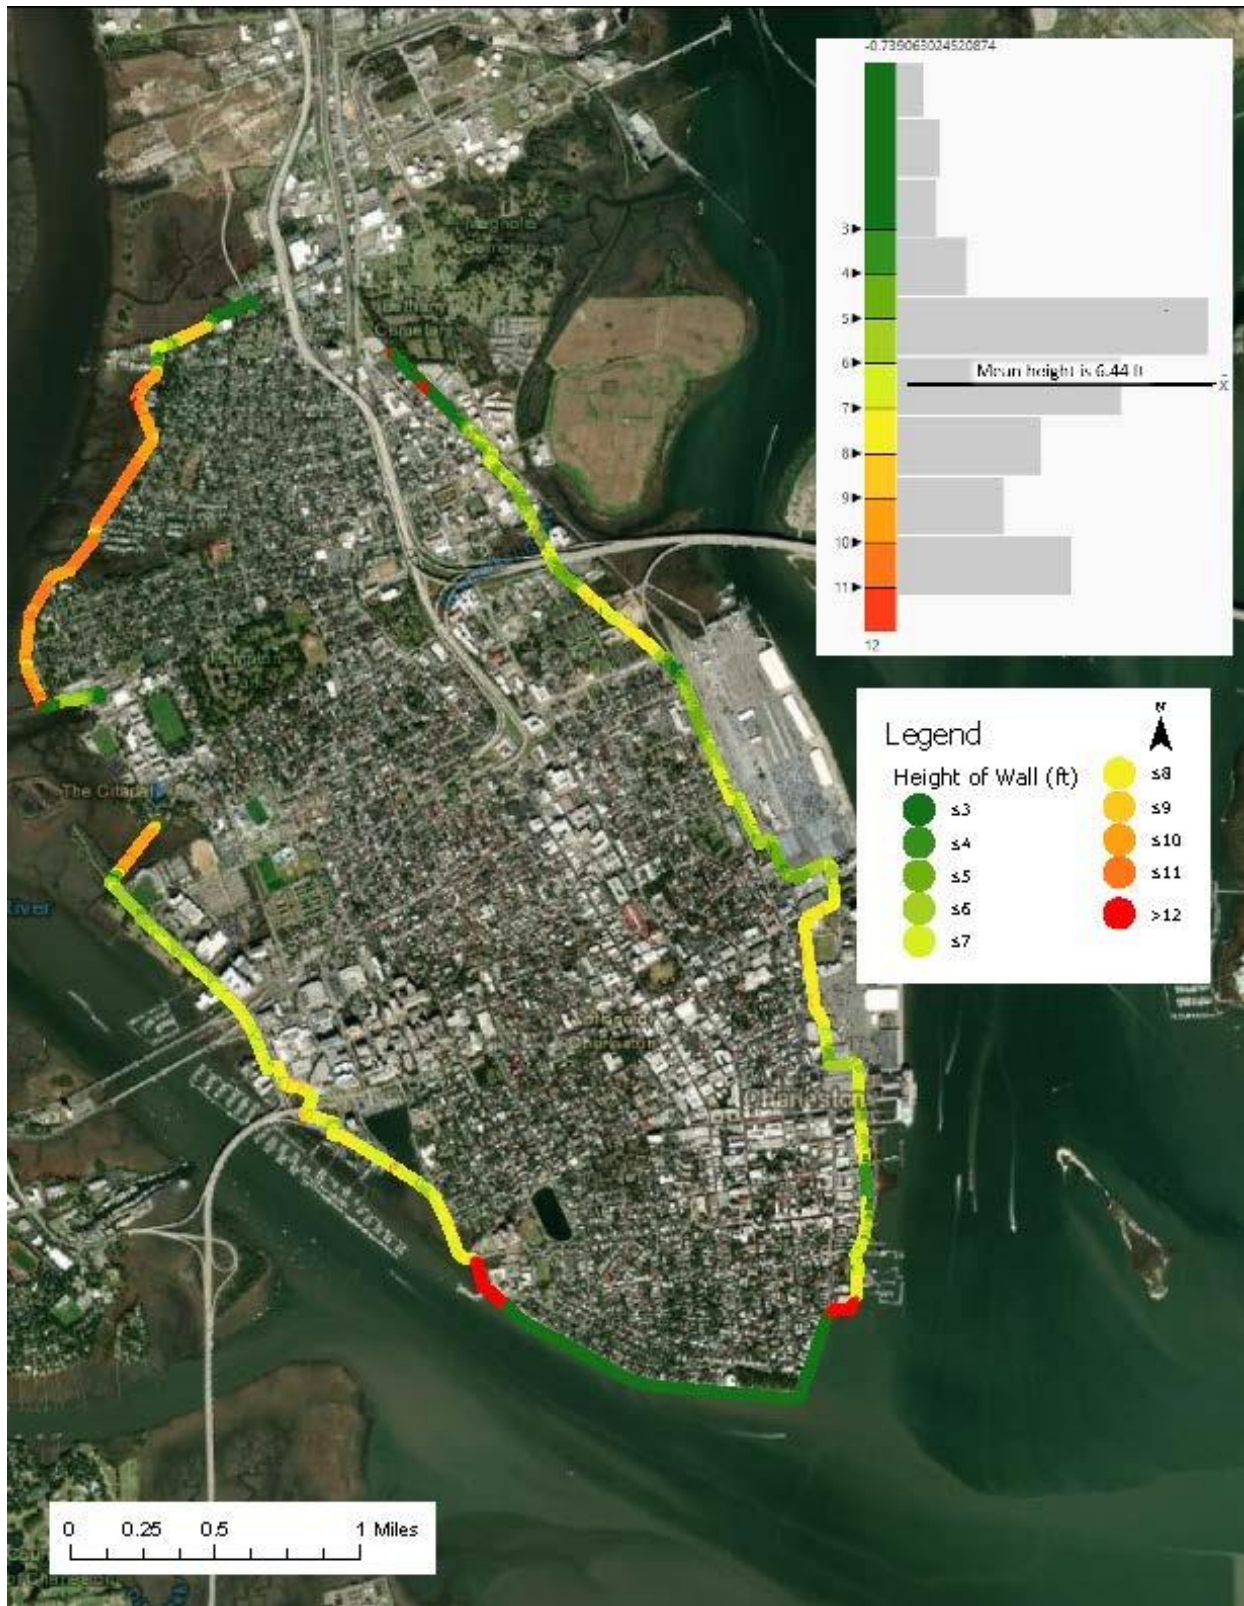 -0.739063024520874
3
4
5
6
Mean height is 6.44 ft
x̄
7
8
9
10
11
12
Legend
N
Height of Wall (ft)
≤3
≤4
≤5
≤6
≤7
≤8
≤9
≤10
≤11
>12
The Citadel
River
Charleston
0 0.25 0.5 1 Miles